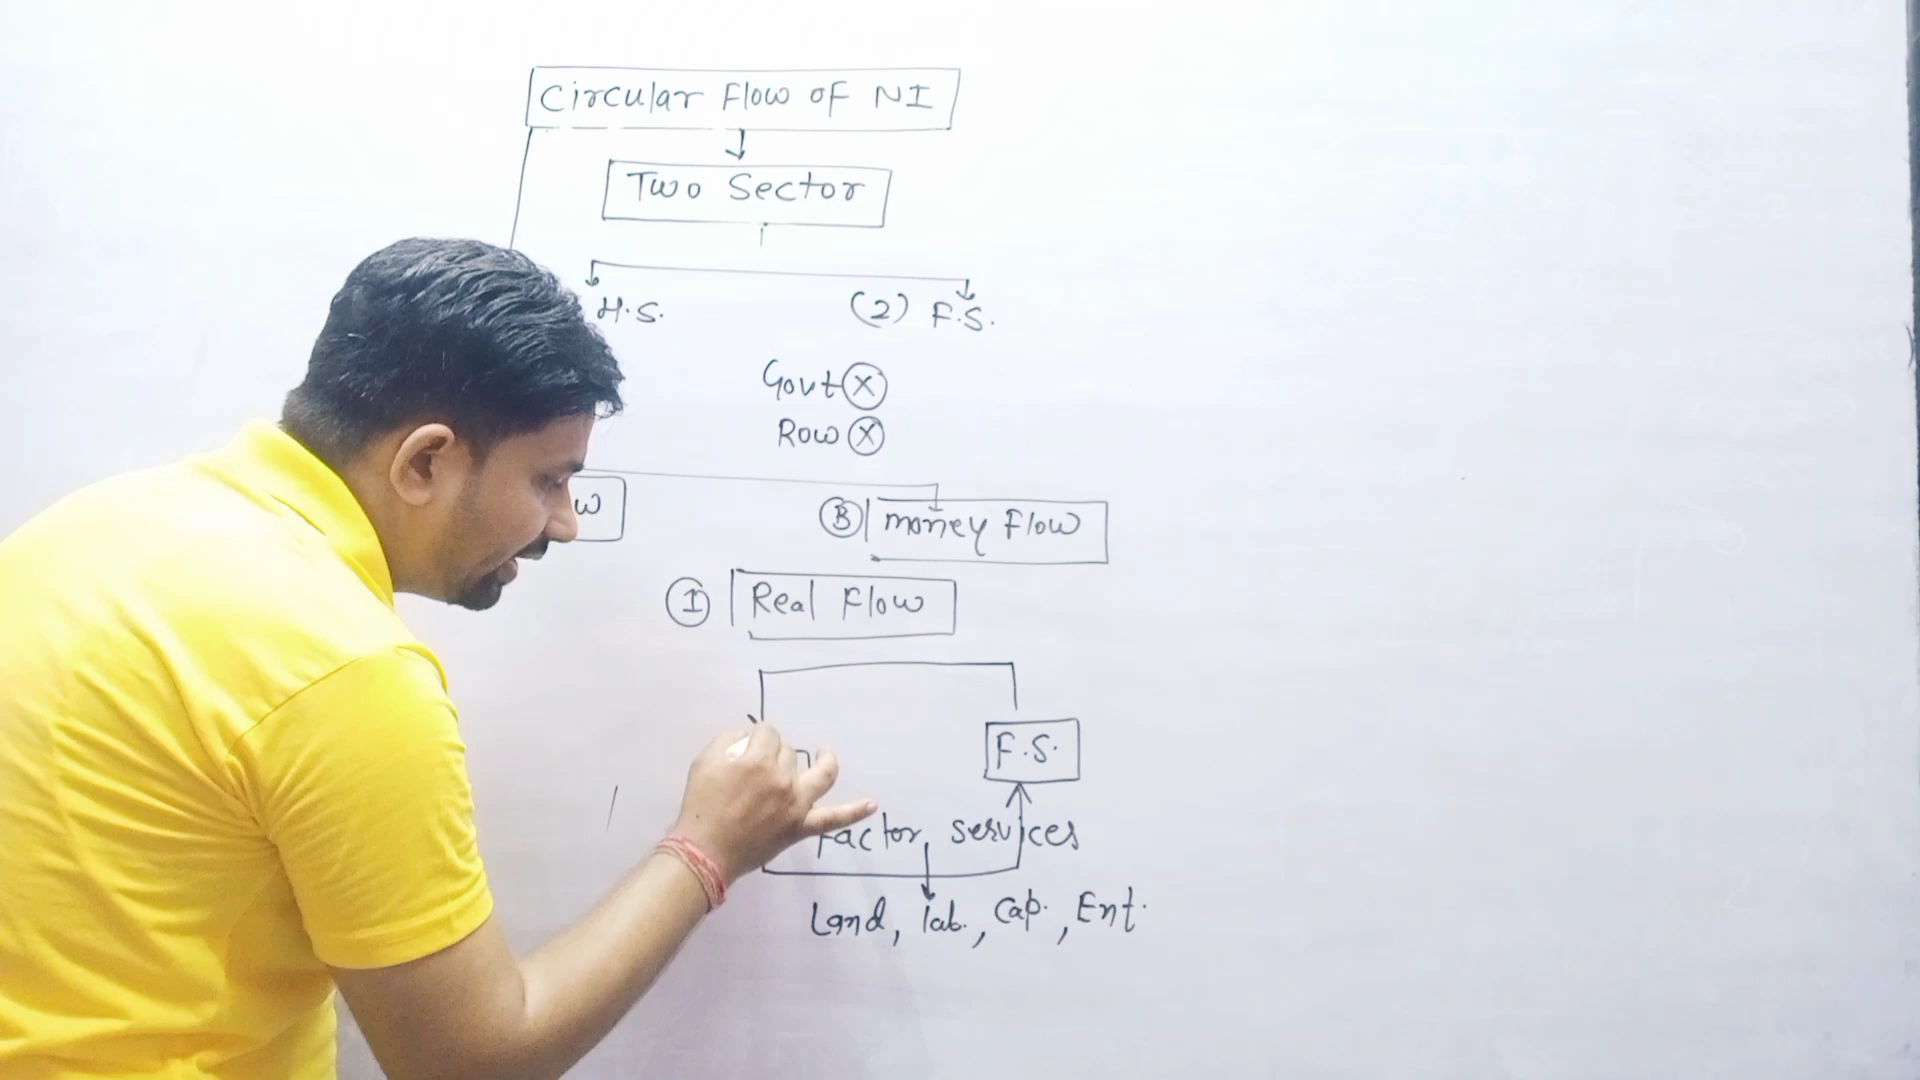 Circular Flow of NI
Two Sector
H.S. (2) F.S.
Govt X
Row X
w B money Flow
I Real Flow
F.S.
Factor services
Land, lab., Cap., Ent.